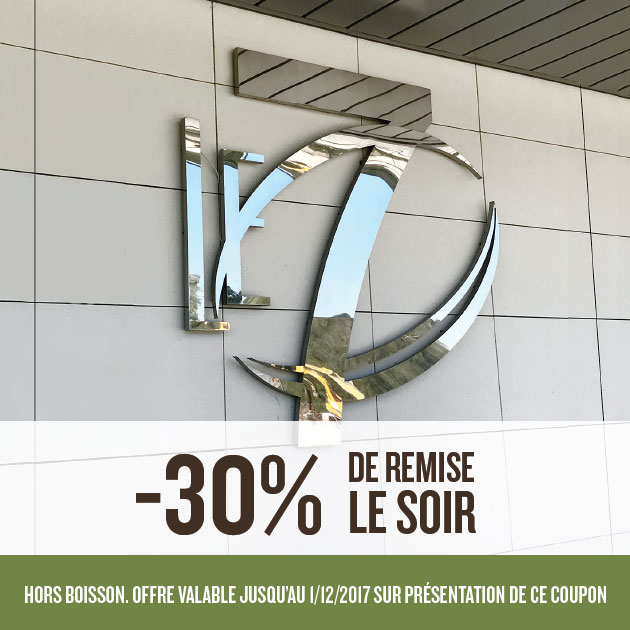 LE 7
-30% DE REMISE
LE SOIR
HORS BOISSON. OFFRE VALABLE JUSQU'AU 1/12/2017 SUR PRÉSENTATION DE CE COUPON